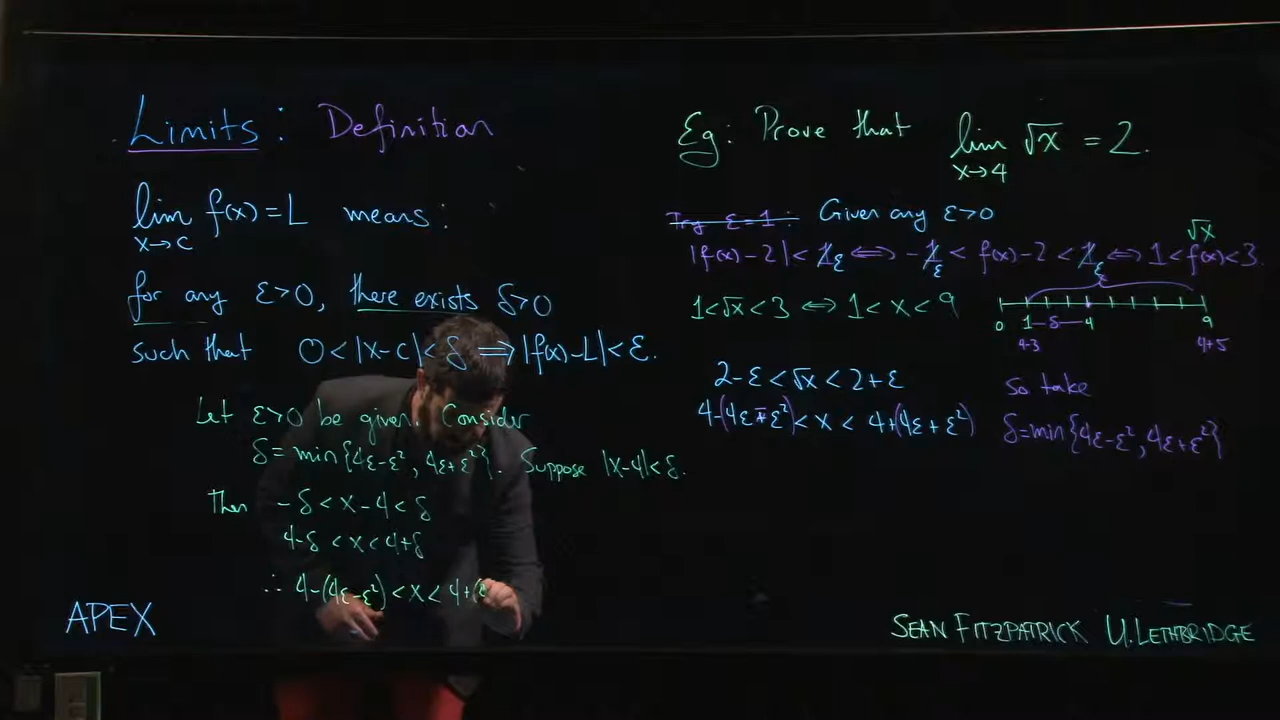 Limits: Definition
lim f(x)=L means:
x→c
for any ε>0, there exists δ>0
such that 0<|x-c|<δ ⟹ |f(x)-L|<ε.
Let ε>0 be given. Consider
δ=min{4ε-ε², 4ε+ε²}. Suppose |x-4|<δ.
Then -δ<x-4<δ
4-δ<x<4+δ
∴ 4-(4ε-ε²)<x<4+(
APEX
Eg: Prove that lim √x = 2.
x→4
Try ε=1: Given any ε>0
√x
|f(x)-2|<1 ε ⟺ -1 ε < f(x)-2 < 1 ε ⟺ 1<f(x)<3.
ε
1<√x<3 ⟺ 1<x<9
0 1 -δ- 4 9
4-3 4+5
2-ε<√x<2+ε
4-(4ε-ε²)<x<4+(4ε+ε²)
So take
δ=min{4ε-ε², 4ε+ε²}
SEAN FITZPATRICK U. LETHBRIDGE